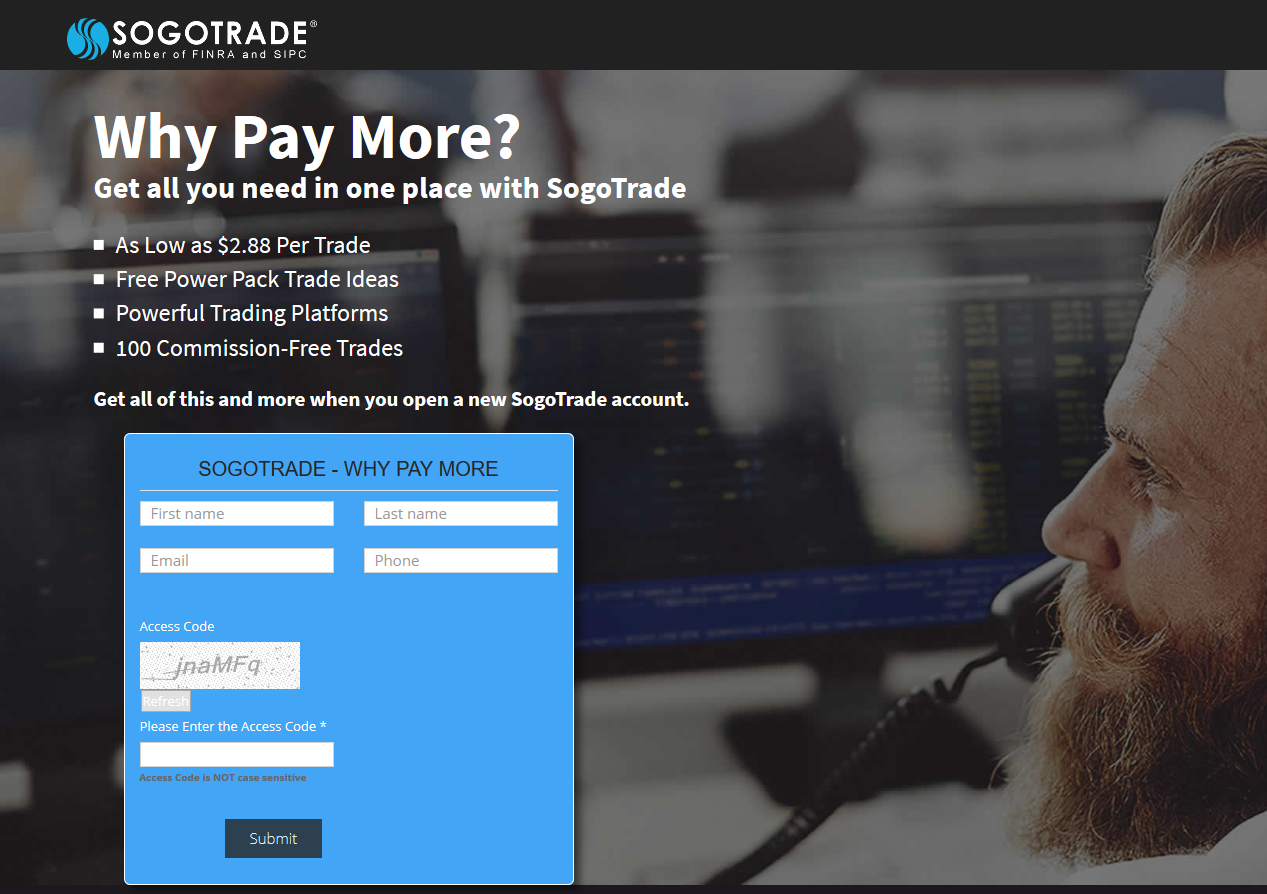 SOGOTRADE®
Member of FINRA and SIPC
Why Pay More?
Get all you need in one place with SogoTrade
As Low as $2.88 Per Trade
Free Power Pack Trade Ideas
Powerful Trading Platforms
100 Commission-Free Trades
Get all of this and more when you open a new SogoTrade account.
SOGOTRADE - WHY PAY MORE
First name Last name
Email Phone
Access Code
jnaMFq
Refresh
Please Enter the Access Code *
Access Code is NOT case sensitive
Submit